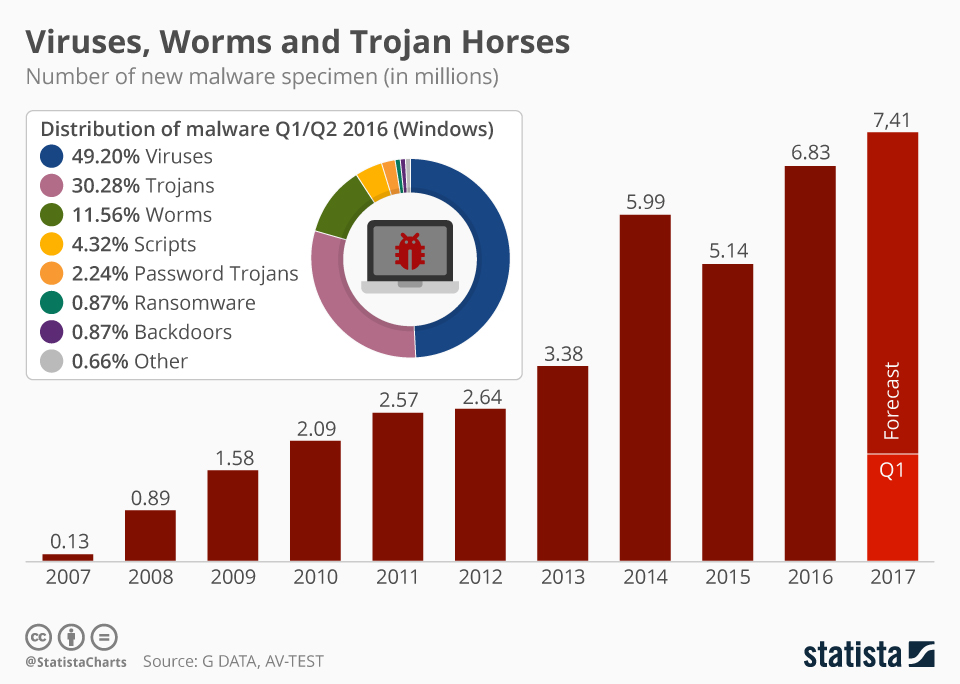 Viruses, Worms and Trojan Horses
Number of new malware specimen (in millions)
Distribution of malware Q1/Q2 2016 (Windows)
49.20% Viruses
30.28% Trojans
11.56% Worms
4.32% Scripts
2.24% Password Trojans
0.87% Ransomware
0.87% Backdoors
0.66% Other
0.13
0.89
1.58
2.09
2.57
2.64
3.38
5.99
5.14
6.83
7,41
Forecast
Q1
2007 2008 2009 2010 2011 2012 2013 2014 2015 2016 2017
cc
@StatistaCharts Source: G DATA, AV-TEST
statista